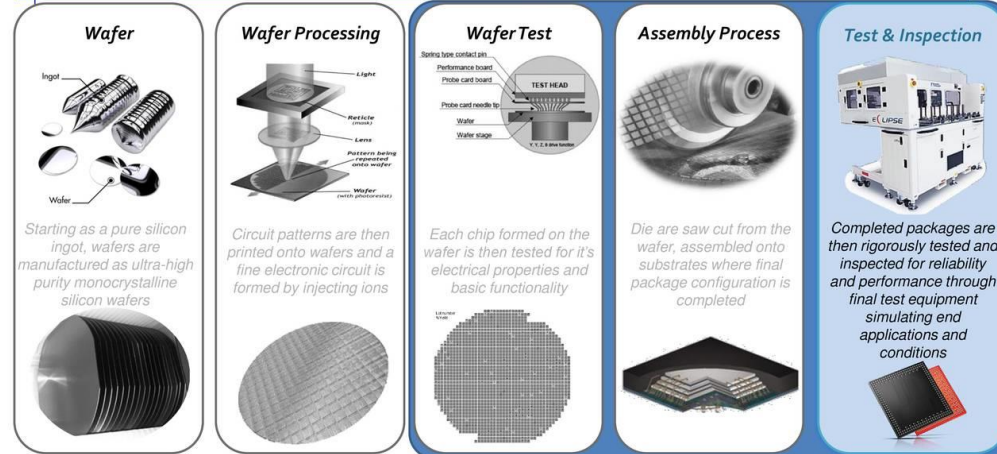 Wafer
Ingot
Wafer
Starting as a pure silicon
ingot, wafers are
manufactured as ultra-high
purity monocrystalline
silicon wafers
Wafer Processing
Light
Reticle
(mask)
Lens
Pattern being
repeated
onto wafer
Wafer
(with photoresist)
Circuit patterns are then
printed onto wafers and a
fine electronic circuit is
formed by injecting ions
Wafer Test
Spring type contact pin
Performance board
Probe card board
TEST HEAD
Probe card needle tip
Wafer
Wafer stage
Each chip formed on the
wafer is then tested for it's
electrical properties and
basic functionality
Assembly Process
Die are saw cut from the
wafer, assembled onto
substrates where final
package configuration is
completed
Test & Inspection
ECLIPSE
Completed packages are
then rigorously tested and
inspected for reliability
and performance through
final test equipment
simulating end
applications and
conditions